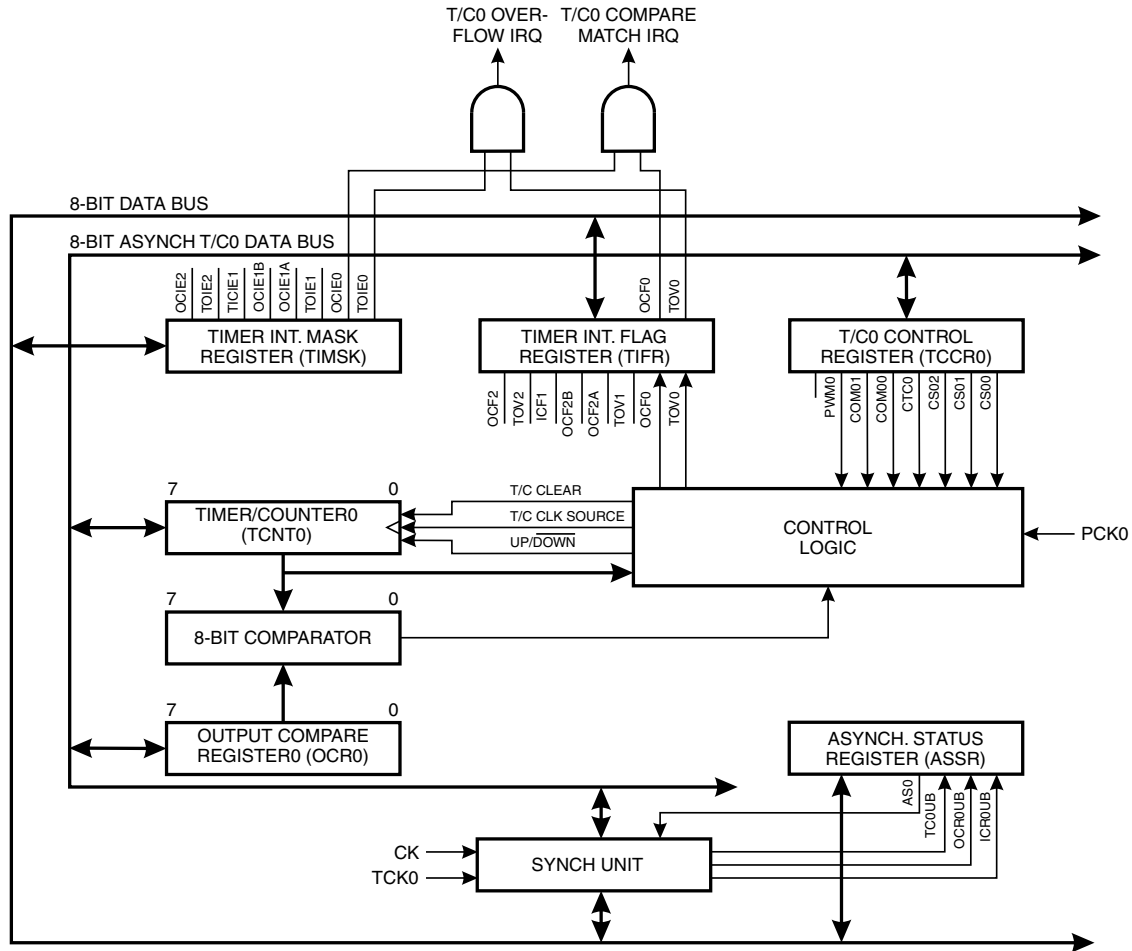 T/C0 OVER-
FLOW IRQ
T/C0 COMPARE
MATCH IRQ
8-BIT DATA BUS
8-BIT ASYNCH T/C0 DATA BUS
OCIE2
TOIE2
TICIE1
OCIE1B
OCIE1A
TOIE1
OCIE0
TOIE0
OCF0
TOV0
TIMER INT. MASK
REGISTER (TIMSK)
TIMER INT. FLAG
REGISTER (TIFR)
T/C0 CONTROL
REGISTER (TCCR0)
OCF2
TOV2
ICF1
OCF2B
OCF2A
TOV1
OCF0
TOV0
PWM0
COM01
COM00
CTC0
CS02
CS01
CS00
7
0
TIMER/COUNTER0
(TCNT0)
T/C CLEAR
T/C CLK SOURCE
UP/DOWN
CONTROL
LOGIC
PCK0
7
0
8-BIT COMPARATOR
7
0
OUTPUT COMPARE
REGISTER0 (OCR0)
ASYNCH. STATUS
REGISTER (ASSR)
AS0
TC0UB
OCR0UB
ICR0UB
CK
TCK0
SYNCH UNIT